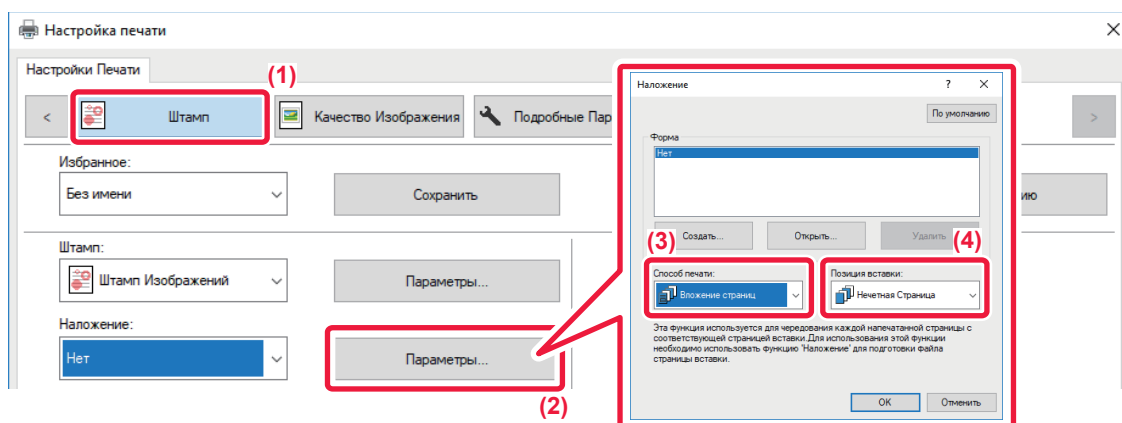 Настройка печати
Настройки Печати
(1)
< Штамп Качество Изображения Подробные Пар >
Избранное:
Без имени Сохранить ию
Штамп:
Штамп Изображений Параметры...
Наложение:
Нет Параметры...
(2)
Наложение ? ×
По умолчанию
Форма
Нет
Создать... Открыть... Удалить
(3) (4)
Способ печати: Позиция вставки:
Вложение страниц Нечетная Страница
Эта функция используется для чередования каждой напечатанной страницы с
соответствующей страницей вставки.Для использования этой функции
необходимо использовать функцию 'Наложение' для подготовки файла
страницы вставки.
OK Отменить